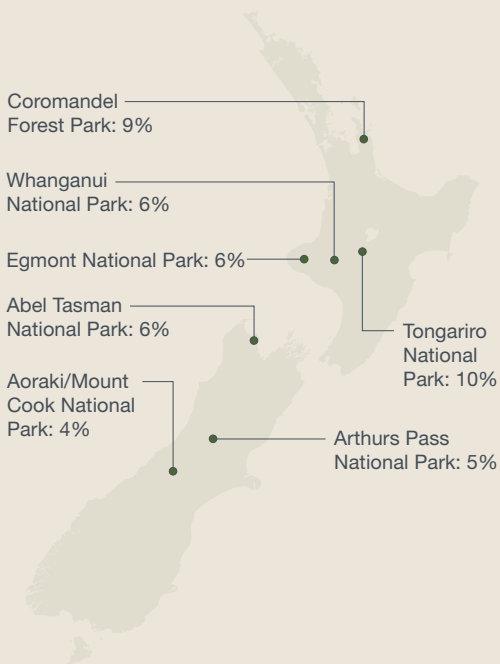 Coromandel
Forest Park: 9%
Whanganui
National Park: 6%
Egmont National Park: 6%
Abel Tasman
National Park: 6%
Tongariro
National
Park: 10%
Aoraki/Mount
Cook National
Park: 4%
Arthurs Pass
National Park: 5%